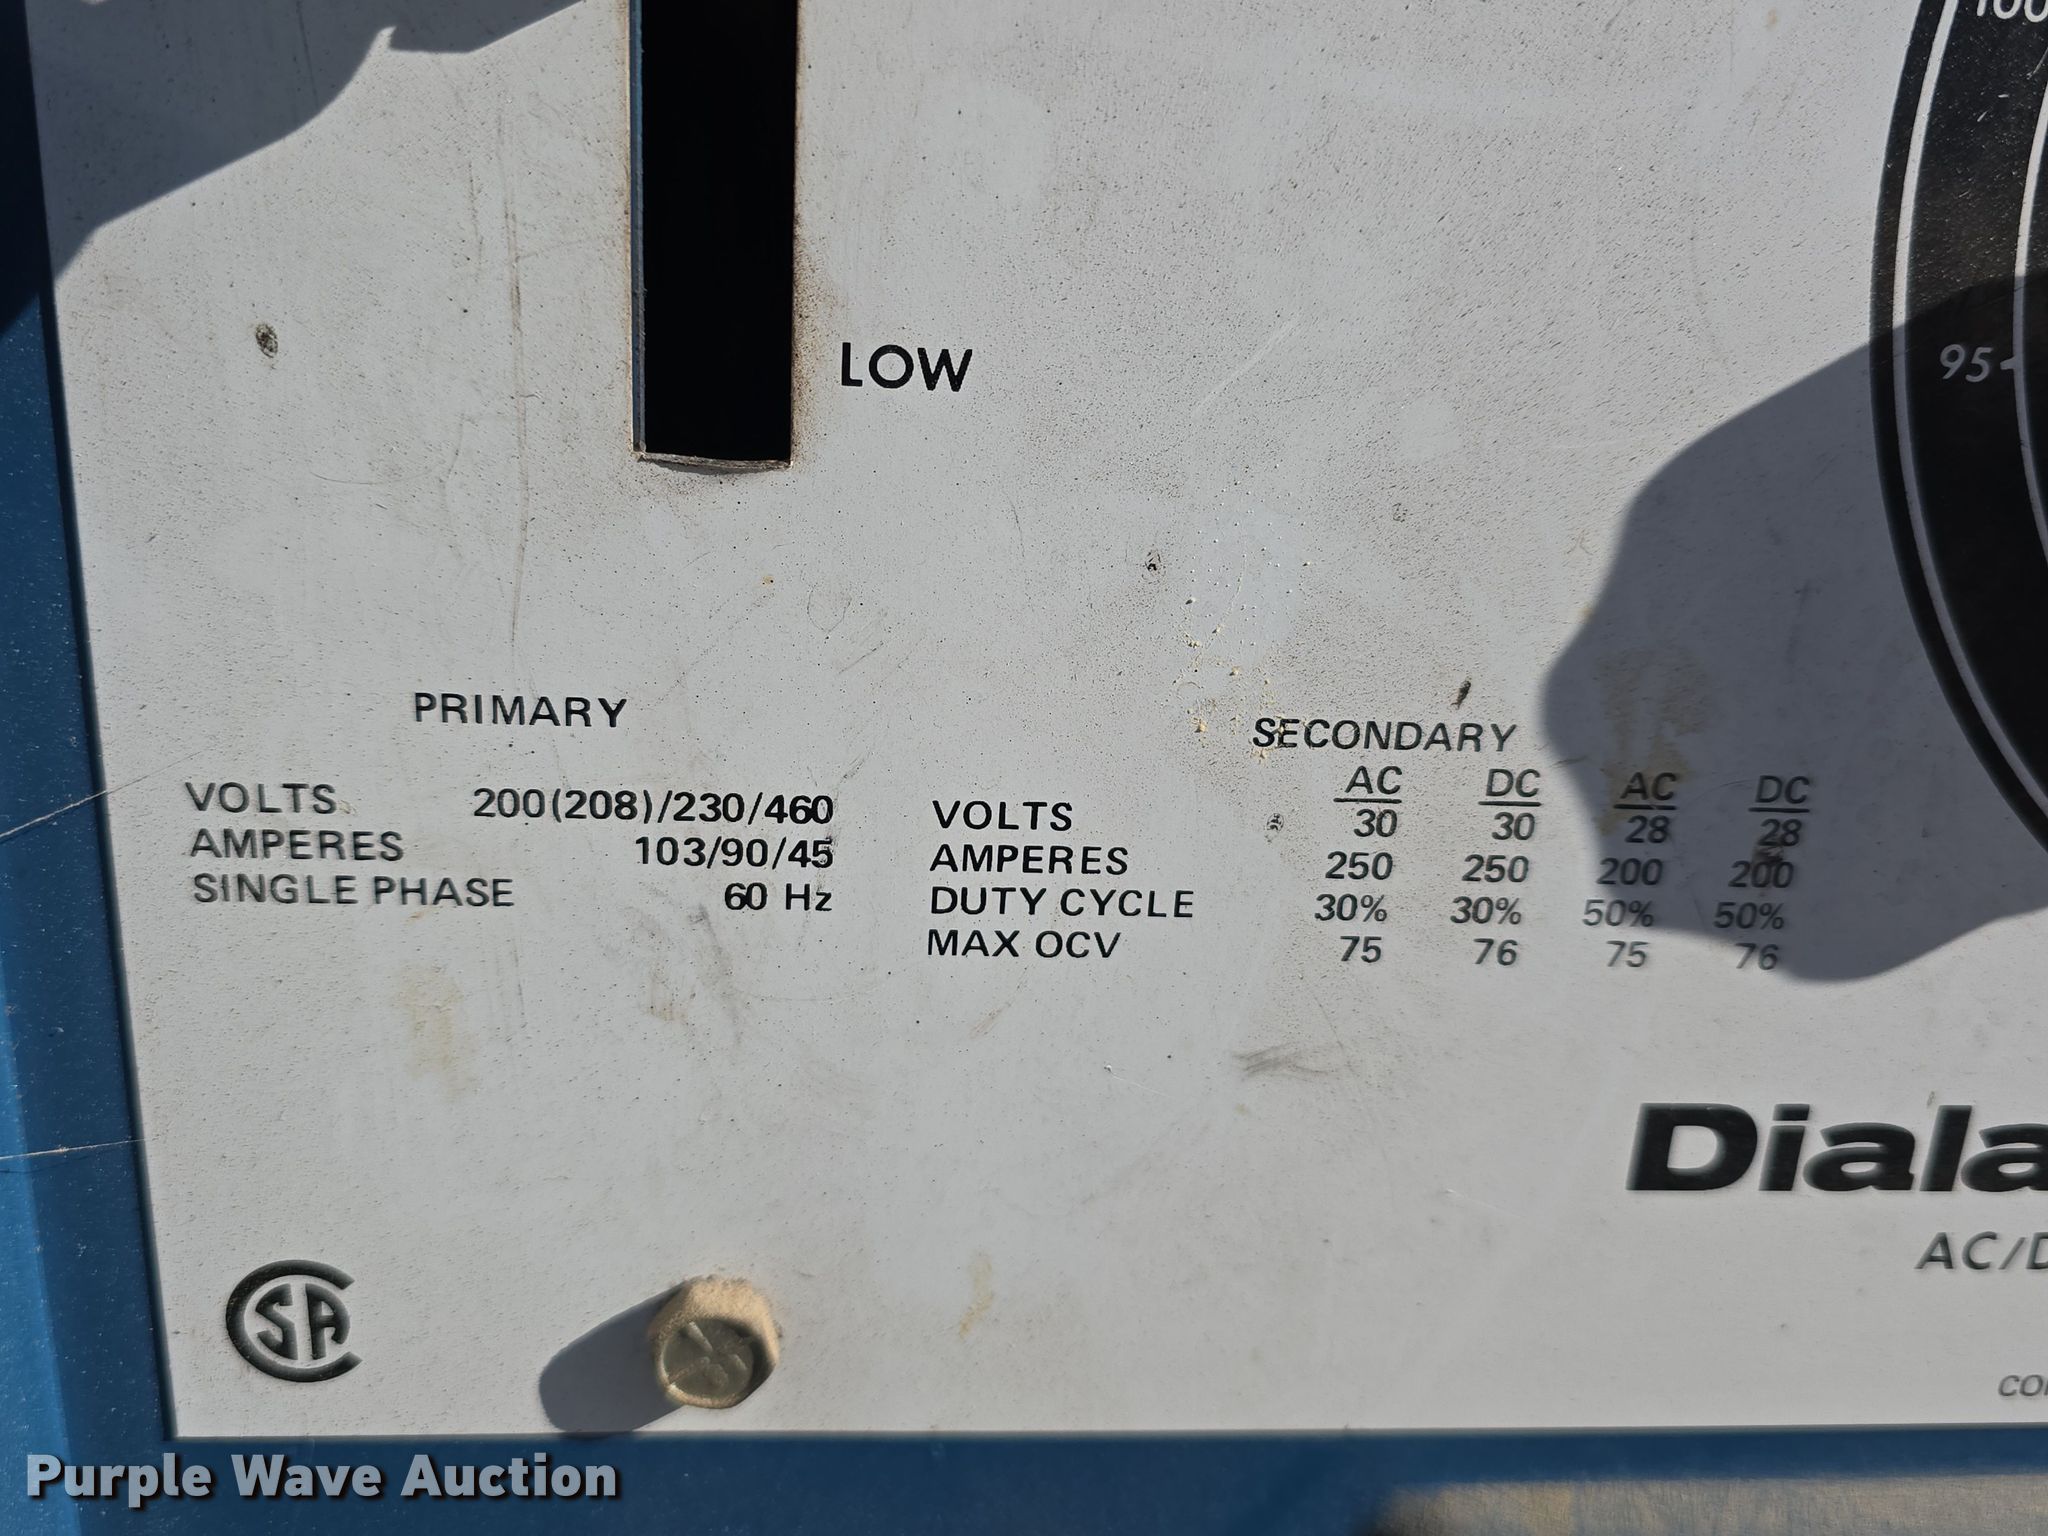 100
LOW
95
PRIMARY
VOLTS 200(208)/230/460
AMPERES 103/90/45
SINGLE PHASE 60 Hz
SECONDARY
AC DC AC DC
VOLTS 30 30 28 28
AMPERES 250 250 200 200
DUTY CYCLE 30% 30% 50% 50%
MAX OCV 75 76 75 76
Diala
AC/D
CSA
Purple Wave Auction